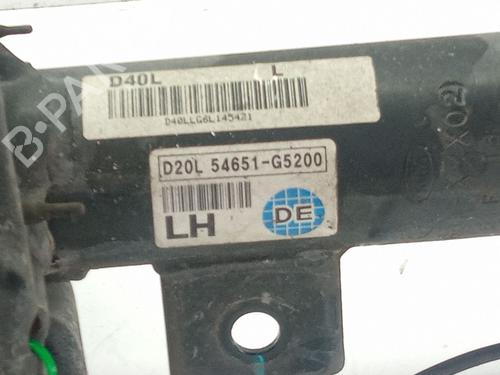 D40L L
D40LLG6L145421
D20L 54651-G5200
LH
DE
B-PAR